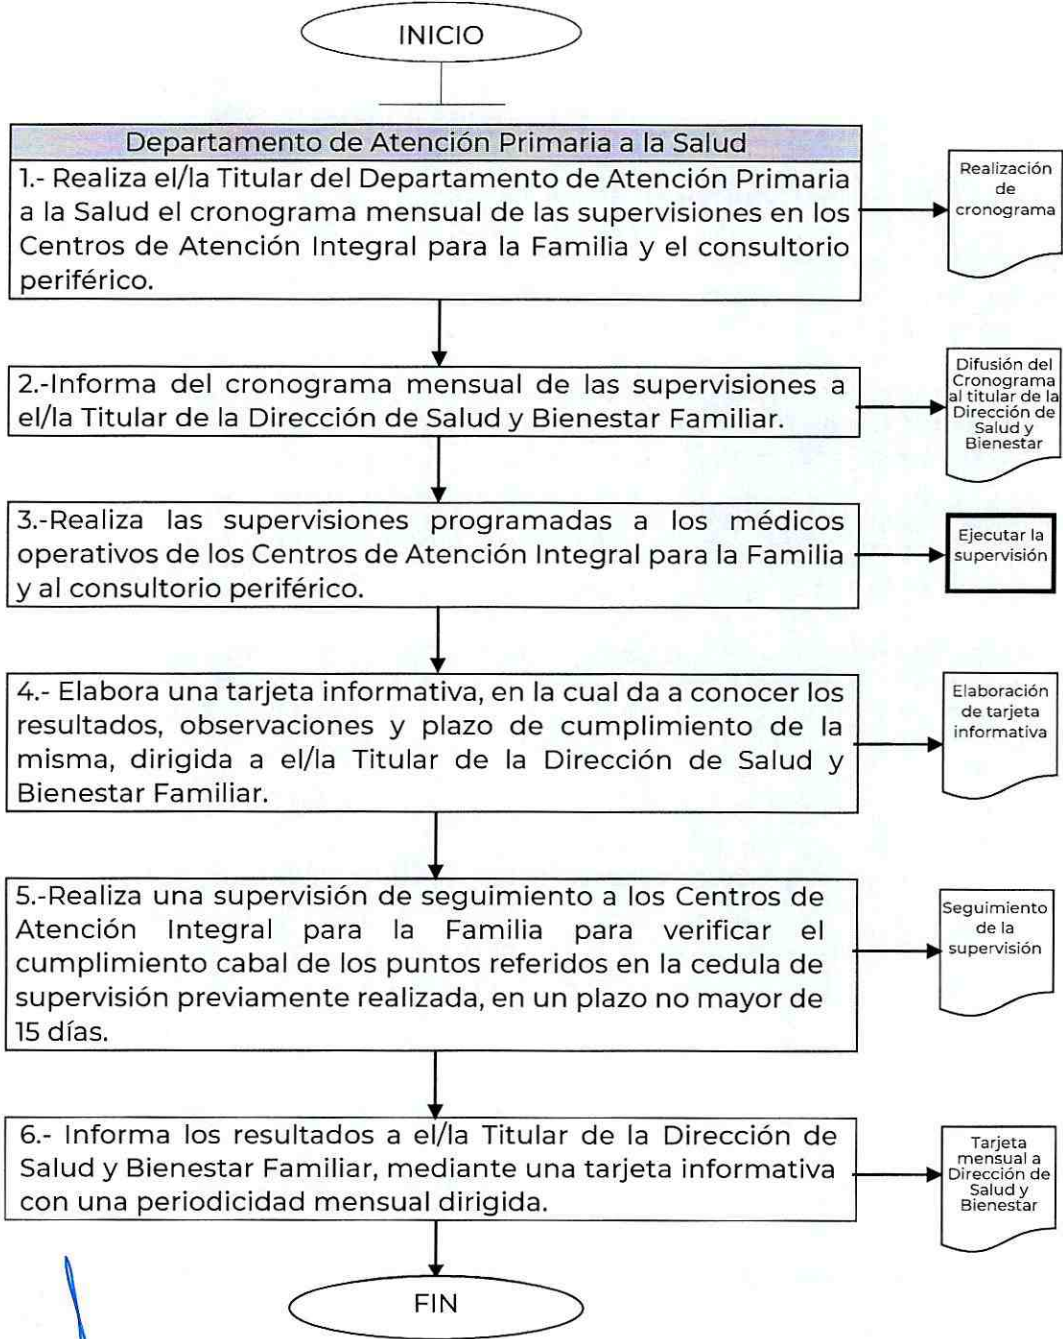 INICIO
Departamento de Atención Primaria a la Salud
1.- Realiza el/la Titular del Departamento de Atención Primaria
a la Salud el cronograma mensual de las supervisiones en los
Centros de Atención Integral para la Familia y el consultorio
periférico.
Realización
de
cronograma
2.-Informa del cronograma mensual de las supervisiones a
el/la Titular de la Dirección de Salud y Bienestar Familiar.
Difusión del
Cronograma
al titular de la
Dirección de
Salud y
Bienestar
3.-Realiza las supervisiones programadas a los médicos
operativos de los Centros de Atención Integral para la Familia
y al consultorio periférico.
Ejecutar la
supervisión
4.- Elabora una tarjeta informativa, en la cual da a conocer los
resultados, observaciones y plazo de cumplimiento de la
misma, dirigida a el/la Titular de la Dirección de Salud y
Bienestar Familiar.
Elaboración
de tarjeta
informativa
5.-Realiza una supervisión de seguimiento a los Centros de
Atención Integral para la Familia para verificar el
cumplimiento cabal de los puntos referidos en la cedula de
supervisión previamente realizada, en un plazo no mayor de
15 días.
Seguimiento
de la
supervisión
6.- Informa los resultados a el/la Titular de la Dirección de
Salud y Bienestar Familiar, mediante una tarjeta informativa
con una periodicidad mensual dirigida.
Tarjeta
mensual a
Dirección de
Salud y
Bienestar
FIN